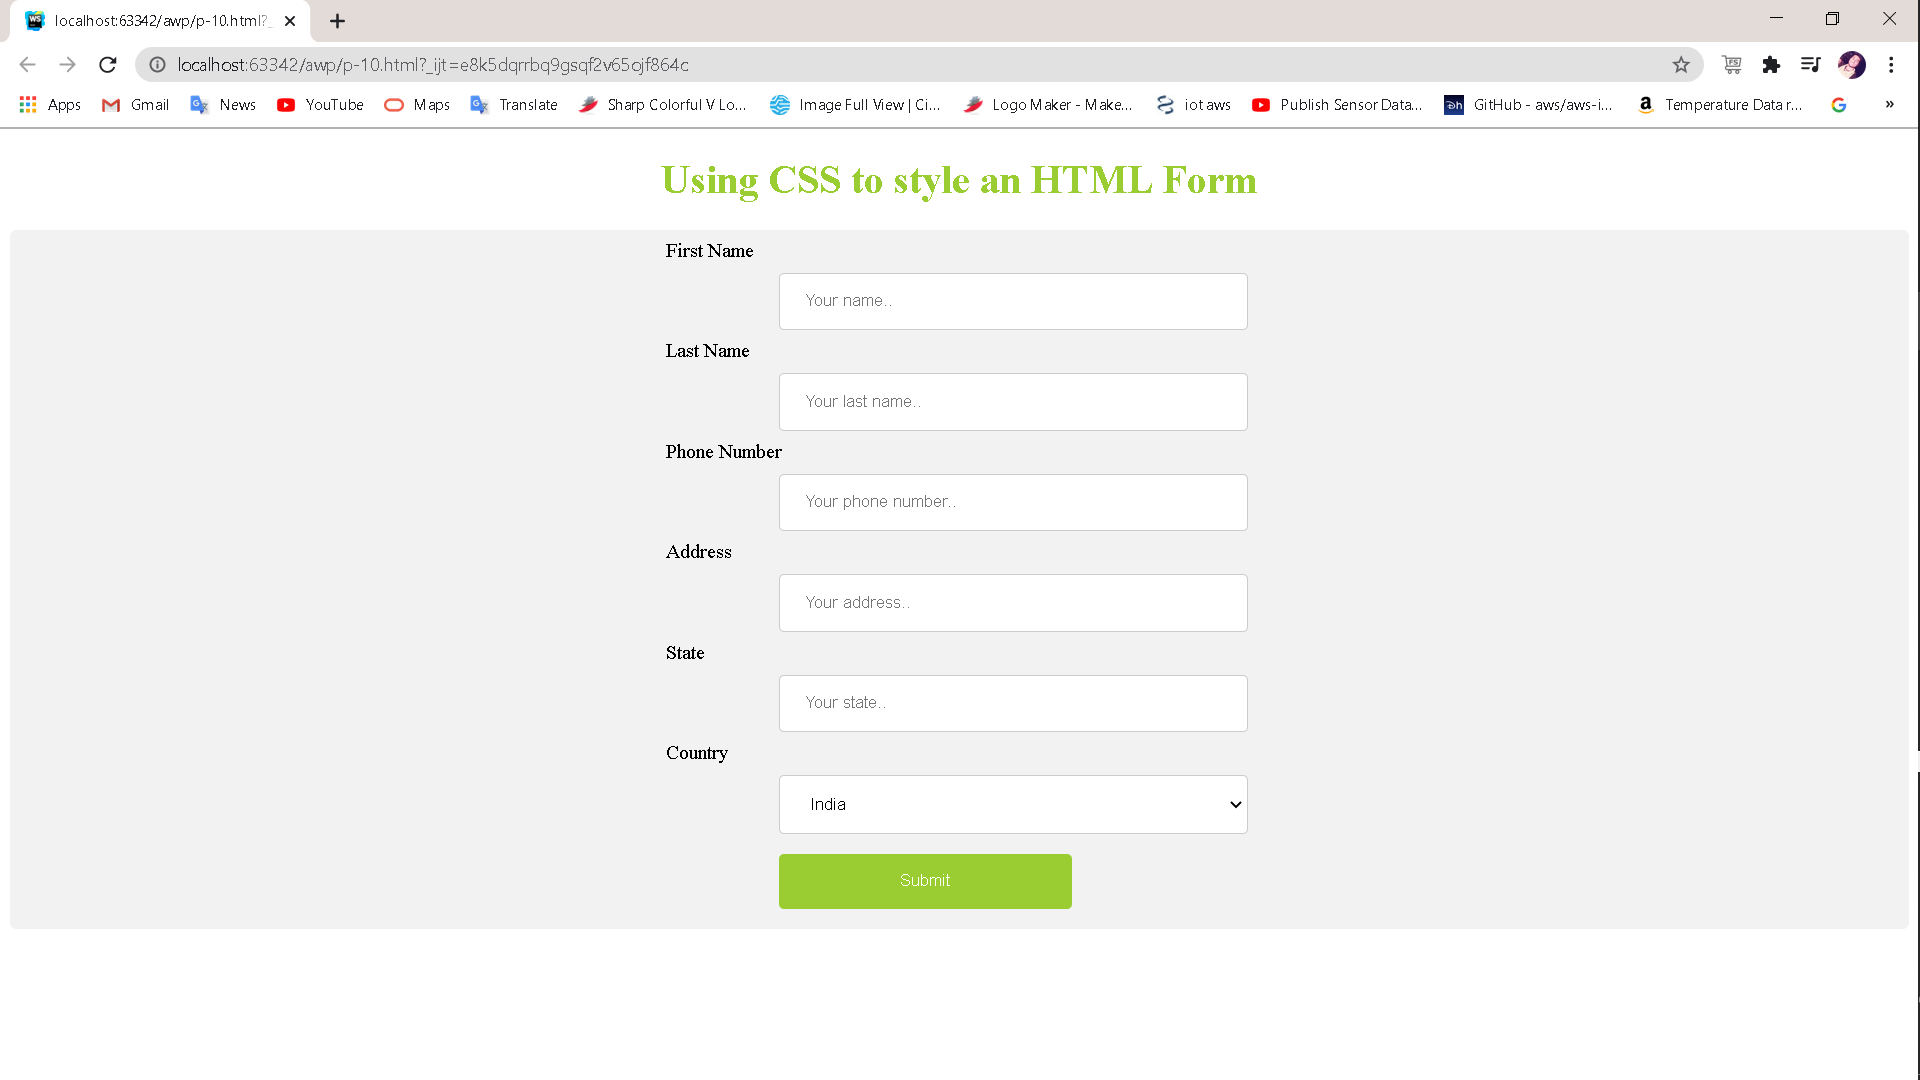 localhost:63342/awp/p-10.html?_
localhost:63342/awp/p-10.html?_ijt=e8k5dqrrbq9gsqf2v65ojf864c
Apps Gmail News YouTube Maps Translate Sharp Colorful V Lo... Image Full View | Ci... Logo Maker - Make... iot aws Publish Sensor Data... GitHub - aws/aws-i... Temperature Data r... »
Using CSS to style an HTML Form
First Name
Your name..
Last Name
Your last name..
Phone Number
Your phone number..
Address
Your address..
State
Your state..
Country
India
Submit